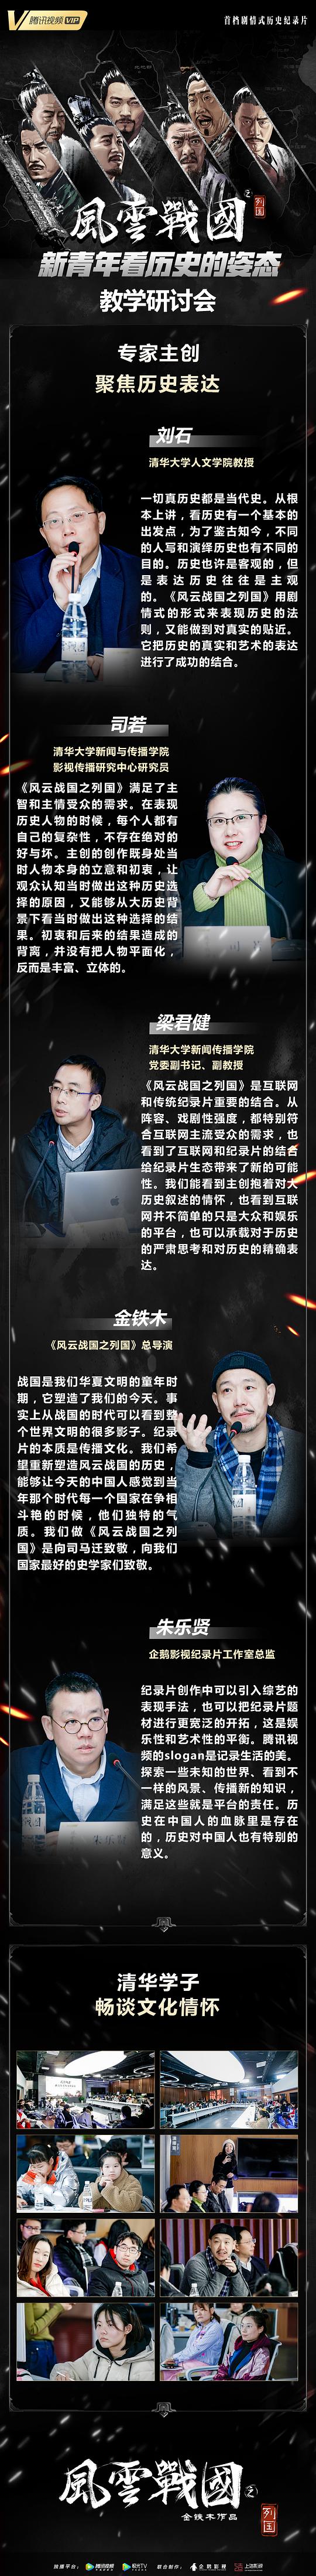 腾讯视频 VIP
首档剧情式历史纪录片
風雲戰國
之
列国
新青年看历史的姿态
教学研讨会
专家主创
聚焦历史表达
刘石
清华大学人文学院教授
一切真历史都是当代史。从根
本上讲，看历史有一个基本的
出发点，为了鉴古知今，不同
的人写和演绎历史也有不同的
目的。历史也许是客观的，但
是表达历史往往是主观
的。《风云战国之列国》用剧
情式的形式来表现历史的法
则，又能做到对真实的贴近。
它把历史的真实和艺术的表达
进行了成功的结合。
司若
清华大学新闻与传播学院
影视传播研究中心研究员
《风云战国之列国》满足了主
智和主情受众的需求。在表现
历史人物的时候，每个人都有
自己的复杂性，不存在绝对的
好与坏。主创的创作既身处当
时人物本身的立意和初衷，让
观众认知当时做出这种历史选
择的原因，又能够从大历史背
景下看当时做出这种选择的结
果。初衷和后来的结果造成的
背离，并没有把人物平面化，
反而是丰富、立体的。
梁君健
清华大学新闻传播学院
党委副书记、副教授
《风云战国之列国》是互联网
和传统纪录片重要的结合。从
阵容、戏剧性强度，都特别符
合互联网主流受众的需求，也
看到了互联网和纪录片的结合
给纪录片生态带来了新的可能
性。我们能看到主创抱着对大
历史叙述的情怀，也看到互联
网并不简单的只是大众和娱乐
的平台，也可以承载对于历史
的严肃思考和对历史的精确表
达。
金铁木
《风云战国之列国》总导演
战国是我们华夏文明的童年时
期，它塑造了我们的今天。事
实上从战国的时代可以看到整
个世界文明的很多影子。纪录
片的本质是传播文化。我们希
望重新塑造风云战国的历史，
能够让今天的中国人感觉到当
年那个时代每一个国家在争相
斗艳的时候，他们独特的气
质。我们做《风云战国之列
国》是向司马迁致敬，向我们
国家最好的史学家们致敬。
朱乐贤
企鹅影视纪录片工作室总监
纪录片创作中可以引入综艺的
表现手法，也可以把纪录片题
材进行更宽泛的开拓，这是娱
乐性和艺术性的平衡。腾讯视
频的slogan是记录生活的美。
探索一些未知的世界、看到不
一样的风景、传播新的知识，
满足这些就是平台的责任。历
史在中国人的血脉里是存在
的，历史对中国人也有特别的
意义。
朱乐贤
清华学子
畅谈文化情怀
風雲戰國
之
金铁木作品
列国
播出平台： 腾讯视频 极光TV 联合制作： 企鹅影视 上造影视